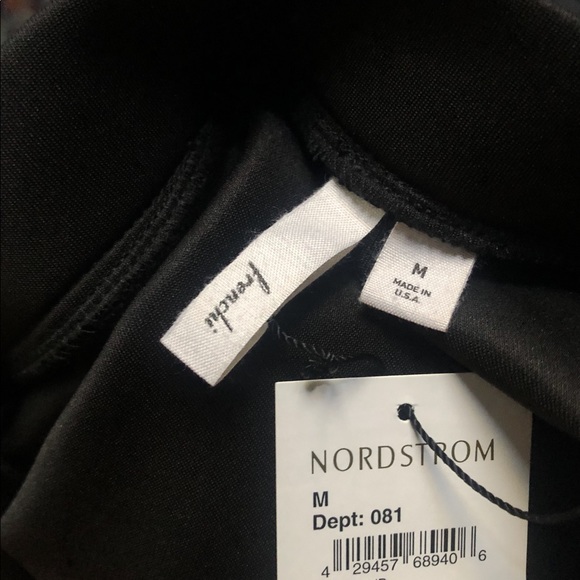 frenchi
M
MADE IN
U.S.A.
NORDSTROM
M
Dept: 081
4 29457 68940 6